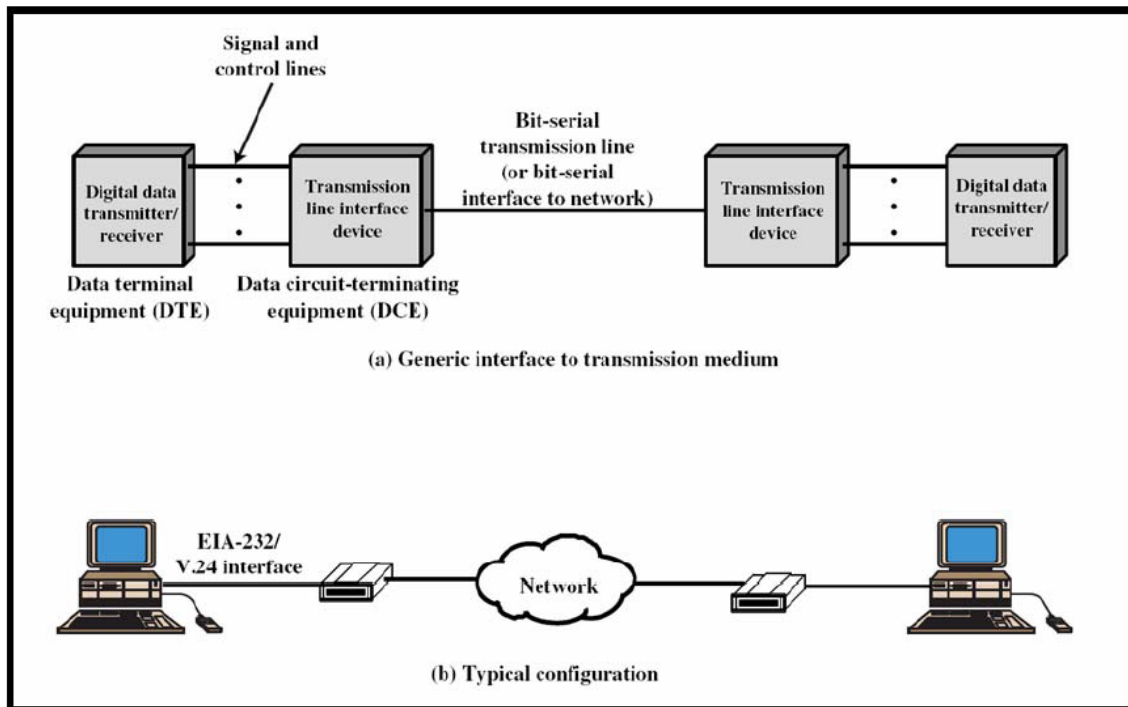 Signal and
control lines
Bit-serial
transmission line
(or bit-serial
interface to network)
Digital data
transmitter/
receiver
Transmission
line interface
device
Transmission
line interface
device
Digital data
transmitter/
receiver
Data terminal
equipment (DTE)
Data circuit-terminating
equipment (DCE)
(a) Generic interface to transmission medium
EIA-232/
V.24 interface
Network
(b) Typical configuration